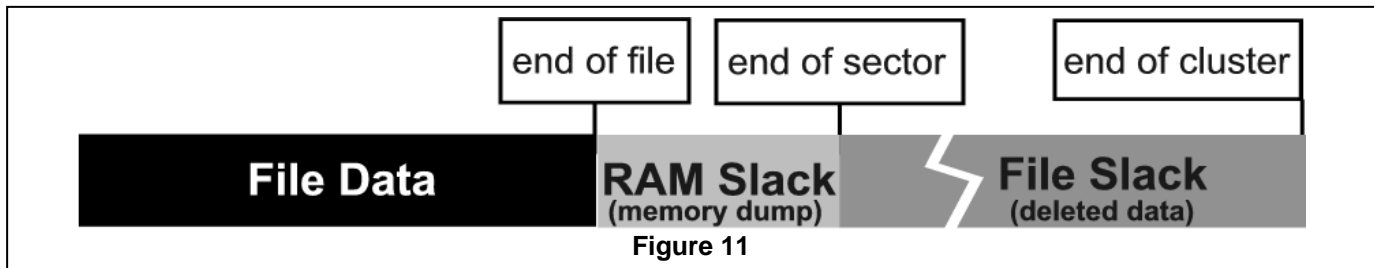 end of file end of sector end of cluster
File Data RAM Slack File Slack
(memory dump) (deleted data)
Figure 11